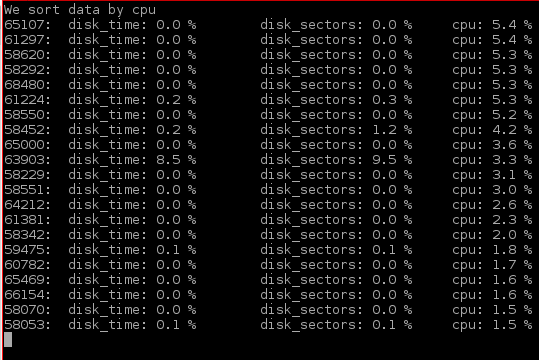 We sort data by cpu
65107: disk_time: 0.0 % disk_sectors: 0.0 % cpu: 5.4 %
61297: disk_time: 0.0 % disk_sectors: 0.0 % cpu: 5.4 %
58620: disk_time: 0.0 % disk_sectors: 0.0 % cpu: 5.3 %
58292: disk_time: 0.0 % disk_sectors: 0.0 % cpu: 5.3 %
68480: disk_time: 0.0 % disk_sectors: 0.0 % cpu: 5.3 %
61224: disk_time: 0.2 % disk_sectors: 0.3 % cpu: 5.3 %
58550: disk_time: 0.0 % disk_sectors: 0.0 % cpu: 5.2 %
58452: disk_time: 0.2 % disk_sectors: 1.2 % cpu: 4.2 %
65000: disk_time: 0.0 % disk_sectors: 0.0 % cpu: 3.6 %
63903: disk_time: 8.5 % disk_sectors: 9.5 % cpu: 3.3 %
58229: disk_time: 0.0 % disk_sectors: 0.0 % cpu: 3.1 %
58551: disk_time: 0.0 % disk_sectors: 0.0 % cpu: 3.0 %
64212: disk_time: 0.0 % disk_sectors: 0.0 % cpu: 2.6 %
61381: disk_time: 0.0 % disk_sectors: 0.0 % cpu: 2.3 %
58342: disk_time: 0.0 % disk_sectors: 0.0 % cpu: 2.0 %
59475: disk_time: 0.1 % disk_sectors: 0.1 % cpu: 1.8 %
60782: disk_time: 0.0 % disk_sectors: 0.0 % cpu: 1.7 %
65469: disk_time: 0.0 % disk_sectors: 0.0 % cpu: 1.6 %
66154: disk_time: 0.0 % disk_sectors: 0.0 % cpu: 1.6 %
58070: disk_time: 0.0 % disk_sectors: 0.0 % cpu: 1.5 %
58053: disk_time: 0.1 % disk_sectors: 0.1 % cpu: 1.5 %